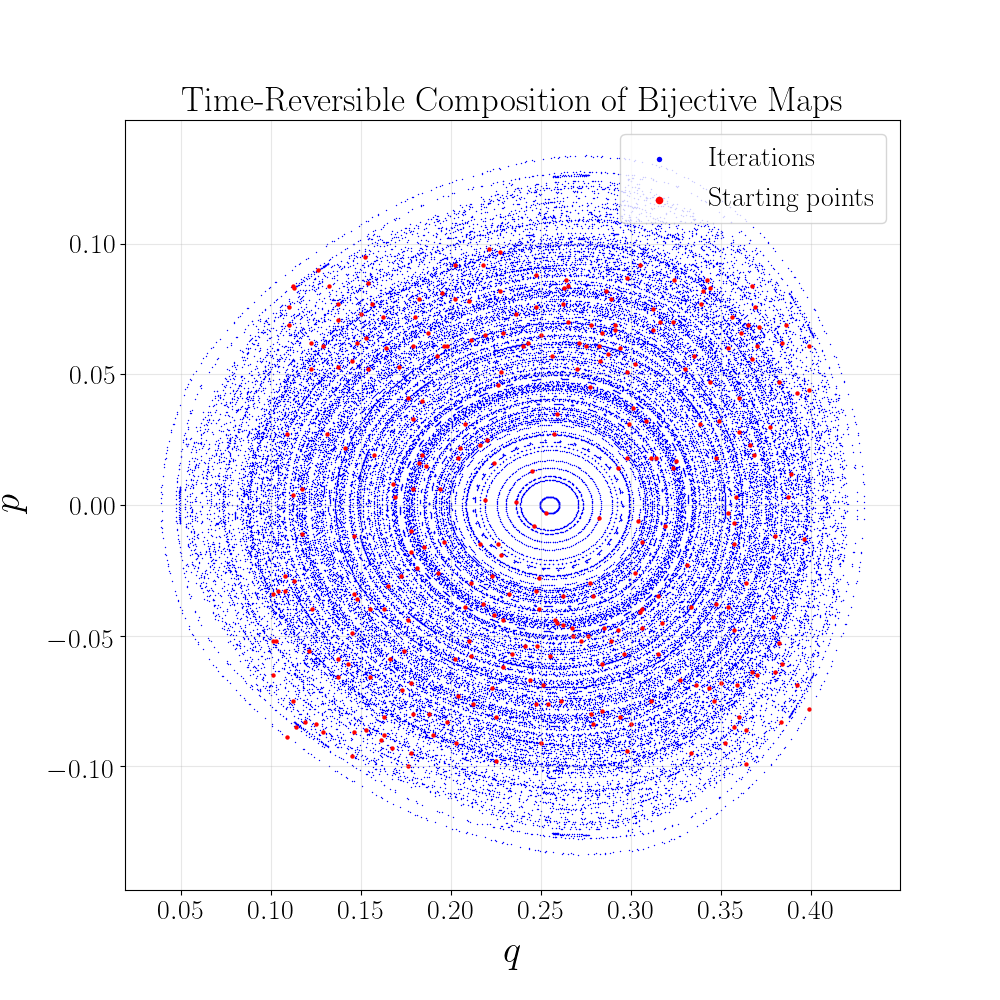 Time-Reversible Composition of Bijective Maps
Iterations
Starting points
0.10
0.05
0.00
−0.05
−0.10
p
0.05 0.10 0.15 0.20 0.25 0.30 0.35 0.40
q